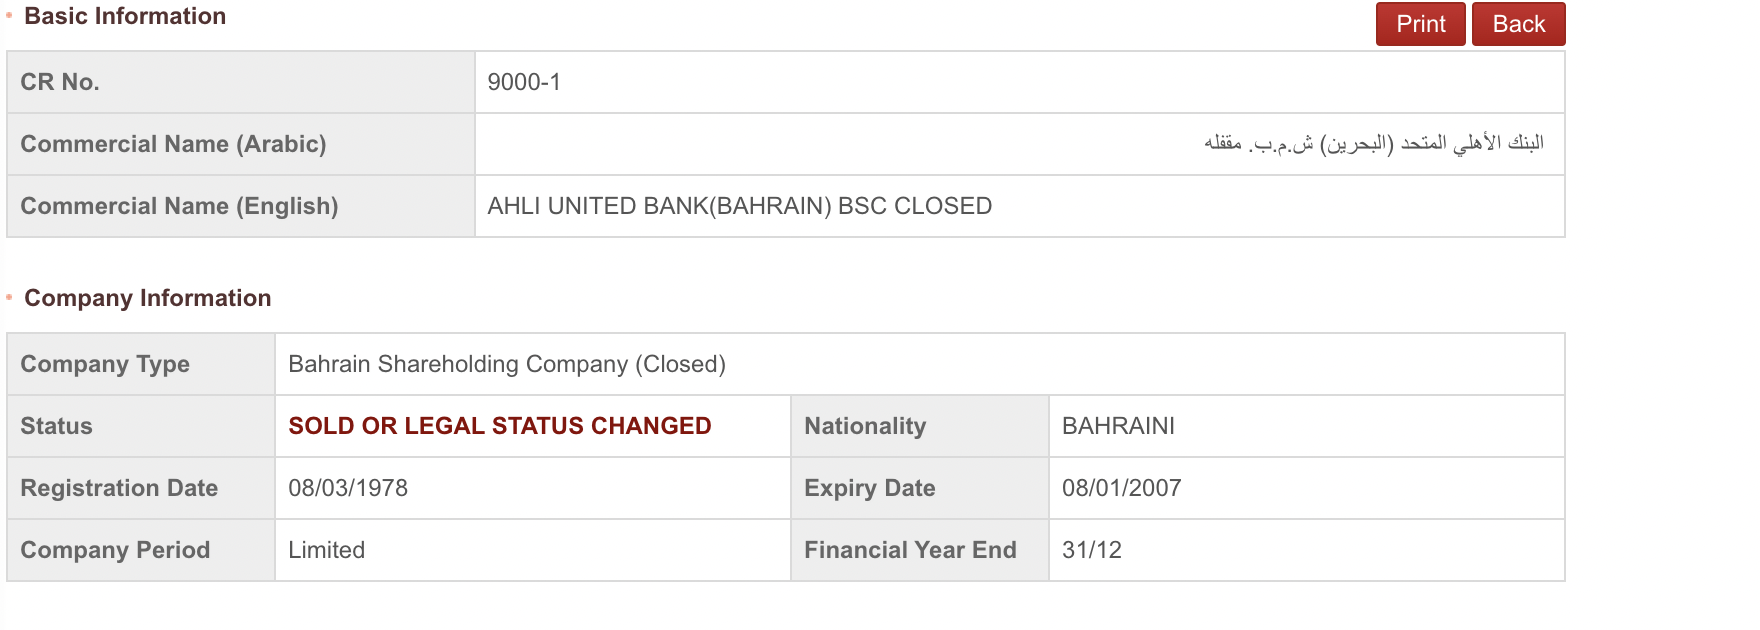 Basic Information
Print Back
CR No. 9000-1
Commercial Name (Arabic) البنك الأهلي المتحد (البحرين) ش.م.ب. مقفله
Commercial Name (English) AHLI UNITED BANK(BAHRAIN) BSC CLOSED
Company Information
Company Type Bahrain Shareholding Company (Closed)
Status SOLD OR LEGAL STATUS CHANGED Nationality BAHRAINI
Registration Date 08/03/1978 Expiry Date 08/01/2007
Company Period Limited Financial Year End 31/12